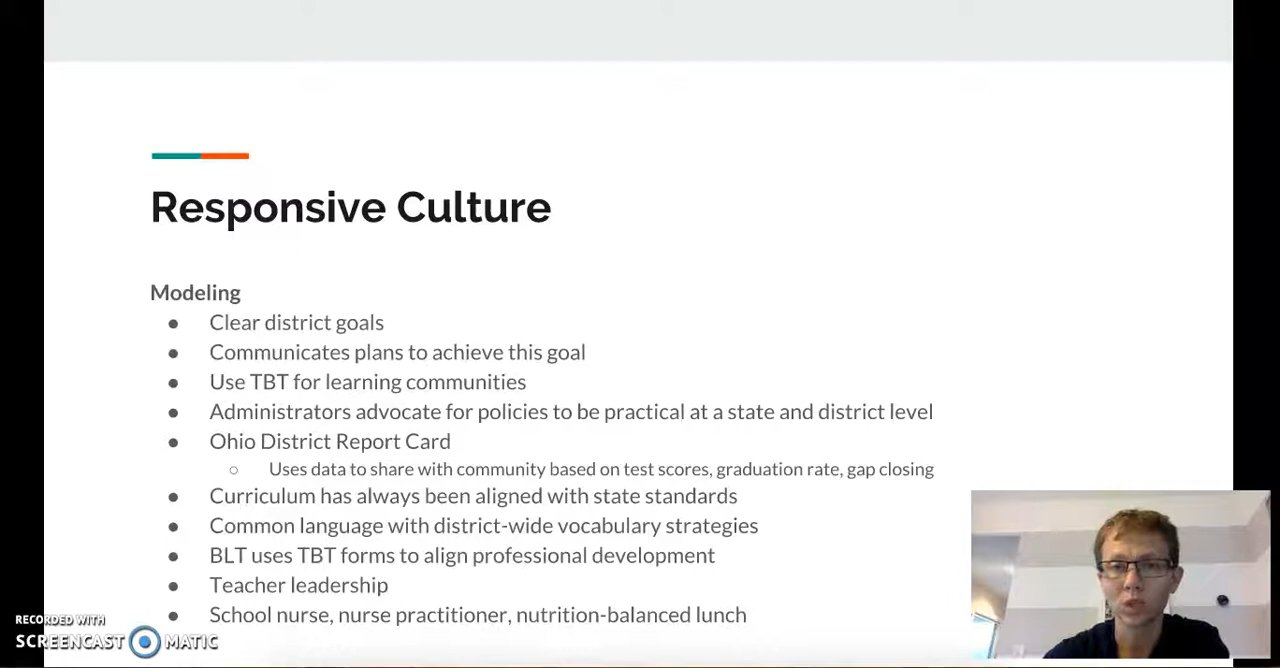 Responsive Culture
Modeling
● Clear district goals
● Communicates plans to achieve this goal
● Use TBT for learning communities
● Administrators advocate for policies to be practical at a state and district level
● Ohio District Report Card
○ Uses data to share with community based on test scores, graduation rate, gap closing
● Curriculum has always been aligned with state standards
● Common language with district-wide vocabulary strategies
● BLT uses TBT forms to align professional development
● Teacher leadership
● School nurse, nurse practitioner, nutrition-balanced lunch
RECORDED WITH
SCREENCAST MATIC